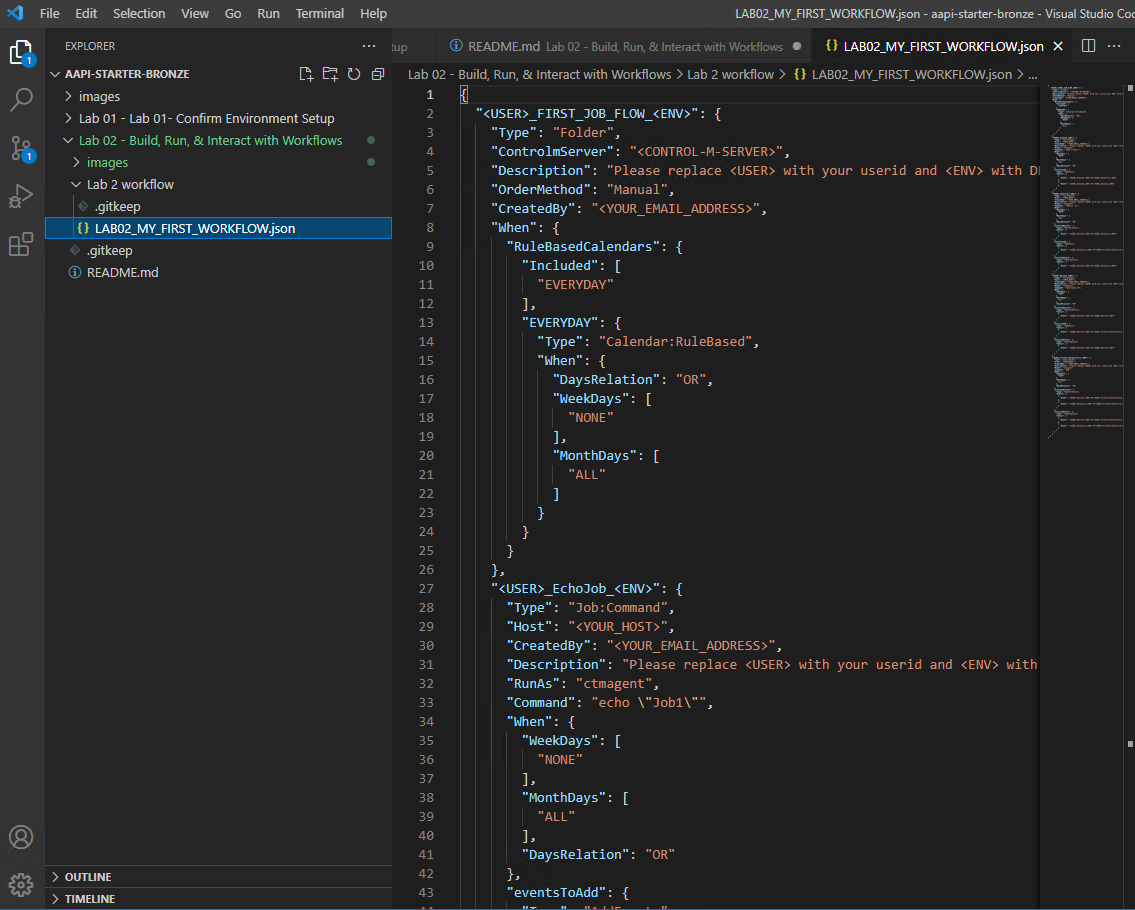 File Edit Selection View Go Run Terminal Help
LAB02_MY_FIRST_WORKFLOW.json - aapi-starter-bronze - Visual Studio Co
EXPLORER
AAPI-STARTER-BRONZE
images
Lab 01 - Lab 01- Confirm Environment Setup
Lab 02 - Build, Run, & Interact with Workflows
images
Lab 2 workflow
.gitkeep
{} LAB02_MY_FIRST_WORKFLOW.json
.gitkeep
README.md
OUTLINE
TIMELINE
1
1
up
README.md Lab 02 - Build, Run, & Interact with Workflows
{} LAB02_MY_FIRST_WORKFLOW.json
Lab 02 - Build, Run, & Interact with Workflows > Lab 2 workflow > {} LAB02_MY_FIRST_WORKFLOW.json > ...
1 {
2 "<USER>_FIRST_JOB_FLOW_<ENV>": {
3 "Type": "Folder",
4 "ControlmServer": "<CONTROL-M-SERVER>",
5 "Description": "Please replace <USER> with your userid and <ENV> with D
6 "OrderMethod": "Manual",
7 "CreatedBy": "<YOUR_EMAIL_ADDRESS>",
8 "When": {
9 "RuleBasedCalendars": {
10 "Included": [
11 "EVERYDAY"
12 ],
13 "EVERYDAY": {
14 "Type": "Calendar:RuleBased",
15 "When": {
16 "DaysRelation": "OR",
17 "WeekDays": [
18 "NONE"
19 ],
20 "MonthDays": [
21 "ALL"
22 ]
23 }
24 }
25 }
26 },
27 "<USER>_EchoJob_<ENV>": {
28 "Type": "Job:Command",
29 "Host": "<YOUR_HOST>",
30 "CreatedBy": "<YOUR_EMAIL_ADDRESS>",
31 "Description": "Please replace <USER> with your userid and <ENV> with
32 "RunAs": "ctmagent",
33 "Command": "echo \"Job1\"",
34 "When": {
35 "WeekDays": [
36 "NONE"
37 ],
38 "MonthDays": [
39 "ALL"
40 ],
41 "DaysRelation": "OR"
42 },
43 "eventsToAdd": {